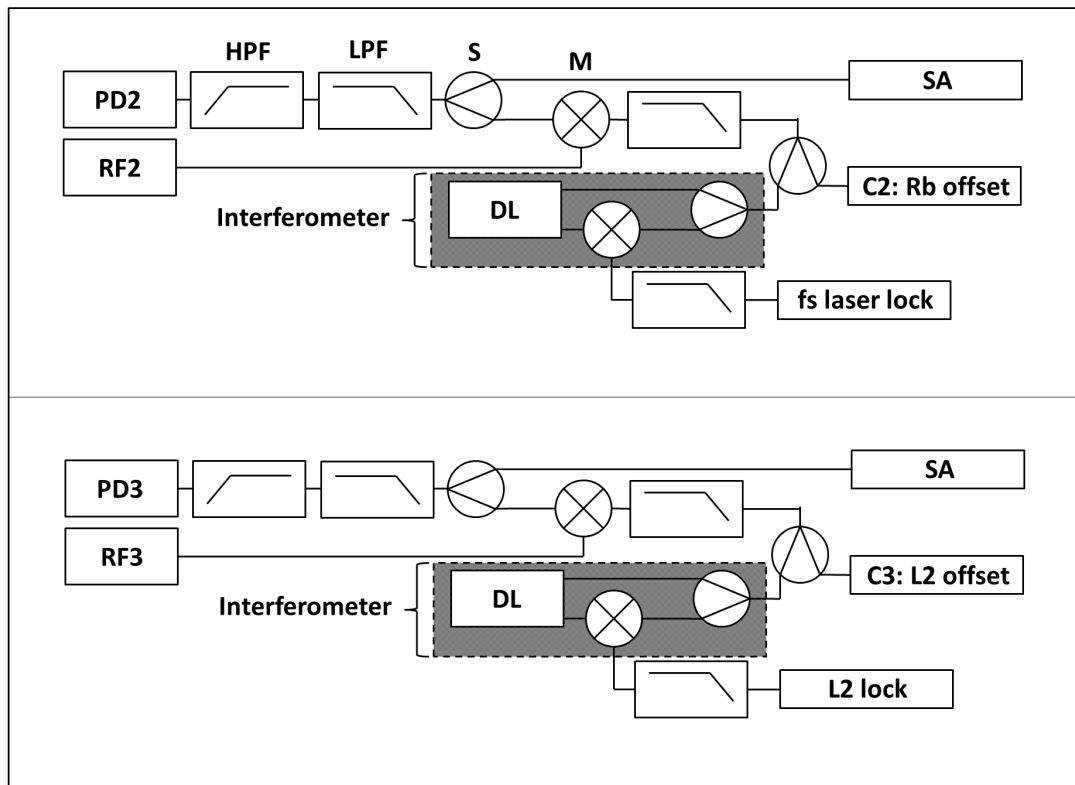 HPF LPF S M
PD2 SA
RF2
C2: Rb offset
Interferometer DL
fs laser lock
PD3 SA
RF3
C3: L2 offset
Interferometer DL
L2 lock